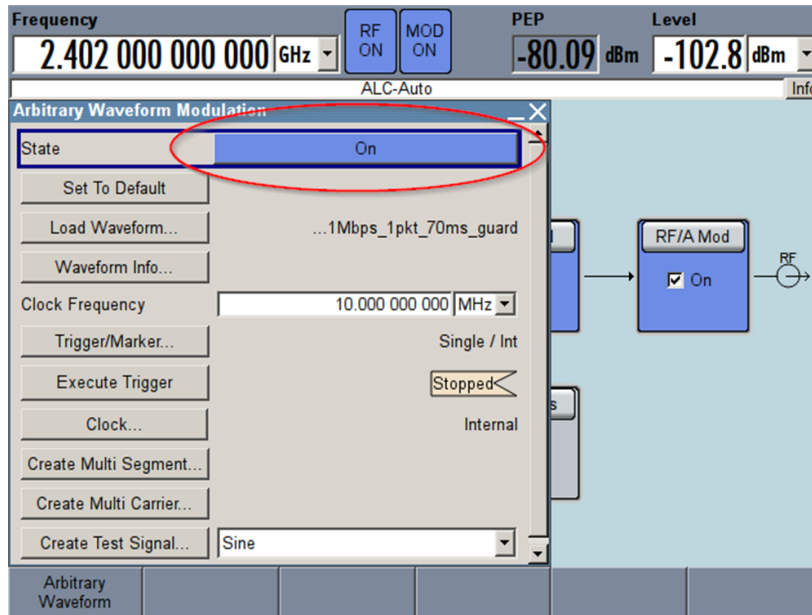 Frequency PEP Level
2.402 000 000 000 GHz RF ON MOD ON -80.09 dBm -102.8 dBm
ALC-Auto Info
Arbitrary Waveform Modulation
State On
Set To Default
Load Waveform... ...1Mbps_1pkt_70ms_guard
RF/A Mod
RF
Waveform Info...
On
Clock Frequency 10.000 000 000 MHz
Trigger/Marker... Single / Int
Execute Trigger Stopped
Clock... Internal
Create Multi Segment...
Create Multi Carrier...
Create Test Signal... Sine
Arbitrary
Waveform